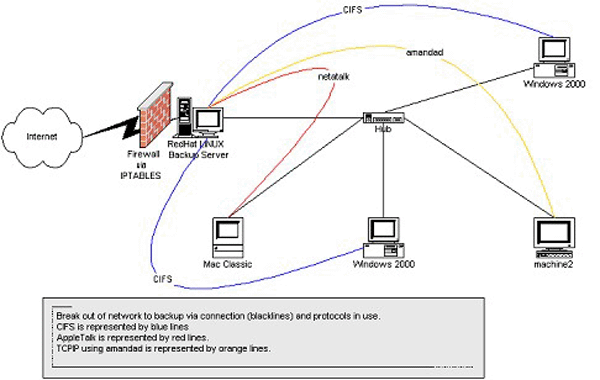 CIFS
amandad
netatalk
Windows 2000
Internet
Firewall
via
IPTABLES
RedHat LINUX
Backup Server
Hub
Mac Classic
Windows 2000
machine2
CIFS
Break out of network to backup via connection (blacklines) and protocols in use.
CIFS is represented by blue lines
AppleTalk is represented by red lines.
TCPIP using amandad is represented by orange lines.